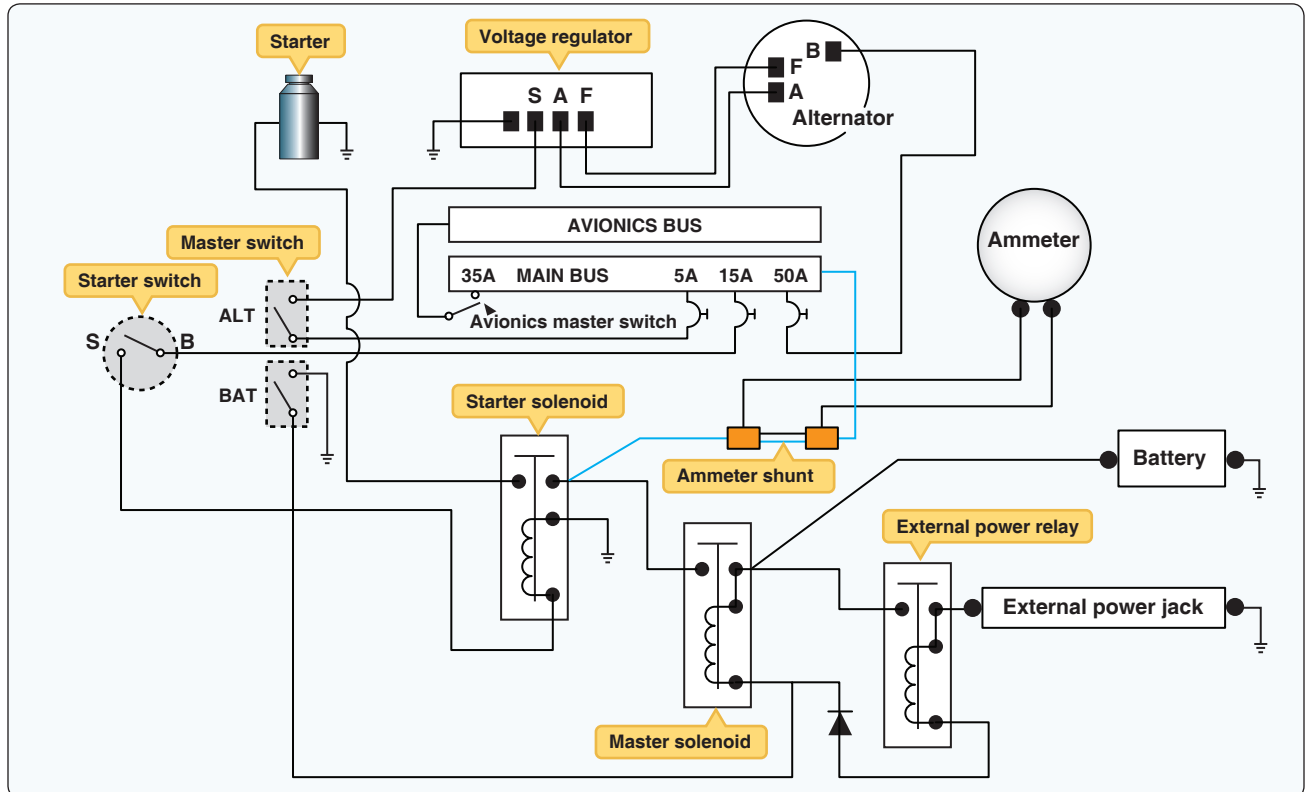 Starter
Voltage regulator
S A F
B
F
A
Alternator
AVIONICS BUS
35A MAIN BUS 5A 15A 50A
Avionics master switch
Ammeter
Master switch
Starter switch
ALT
S
B
BAT
Starter solenoid
Ammeter shunt
Battery
External power relay
External power jack
Master solenoid